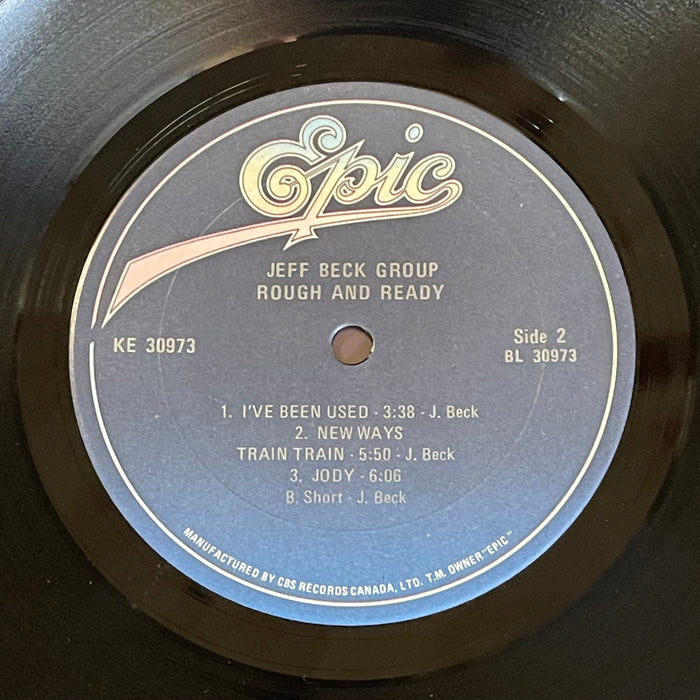 Epic
JEFF BECK GROUP
ROUGH AND READY
KE 30973
Side 2
BL 30973
1. I'VE BEEN USED - 3:38 - J. Beck
2. NEW WAYS
TRAIN TRAIN - 5:50 - J. Beck
3. JODY - 6:06
B. Short - J. Beck
MANUFACTURED BY CBS RECORDS CANADA, LTD. T.M. OWNER "EPIC"